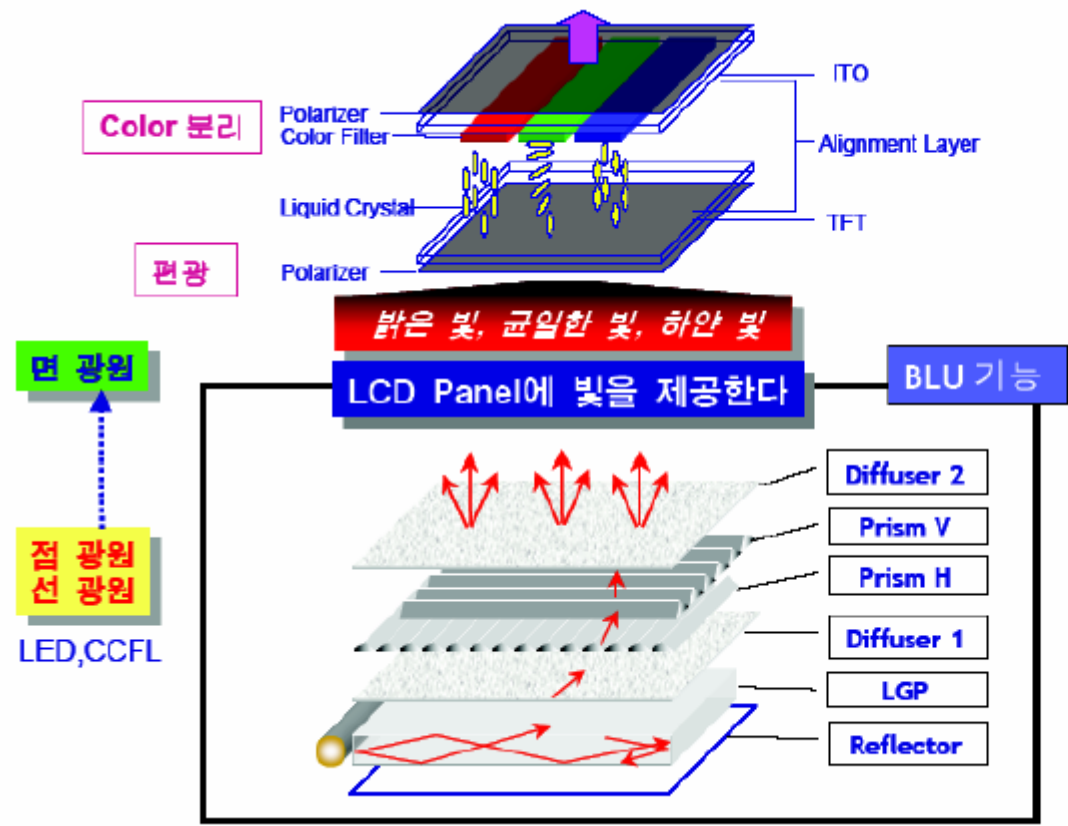 ITO
Polarizer
Color Filter
Color 분리
Alignment Layer
Liquid Crystal
TFT
편광
Polarizer
밝은 빛, 균일한 빛, 하얀 빛
면 광원
LCD Panel에 빛을 제공한다
BLU 기능
Diffuser 2
Prism V
점 광원
선 광원
Prism H
LED,CCFL
Diffuser 1
LGP
Reflector